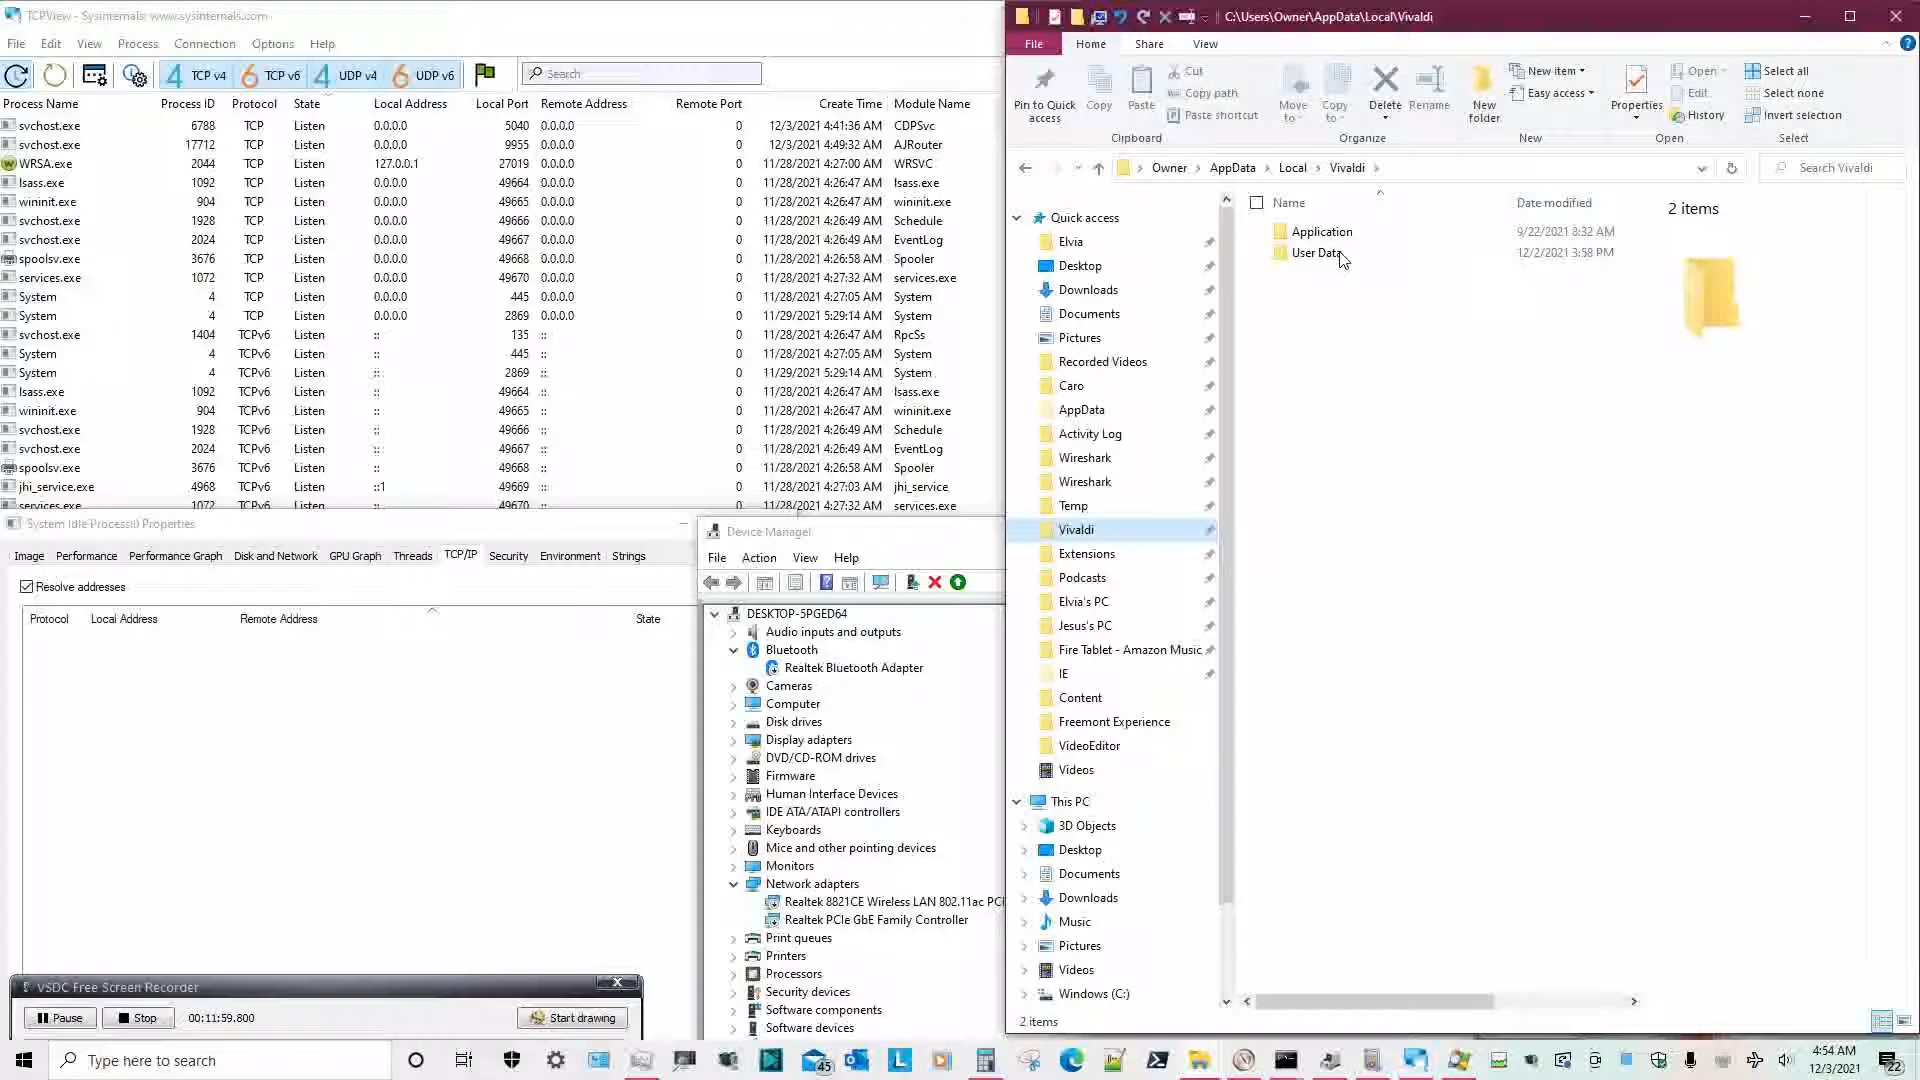 TCPView - Sysinternals: www.sysinternals.com
File Edit View Process Connection Options Help
4 TCP v4 6 TCP v6 4 UDP v4 6 UDP v6 Search
Process Name Process ID Protocol State Local Address Local Port Remote Address Remote Port Create Time Module Name
svchost.exe 6788 TCP Listen 0.0.0.0 5040 0.0.0.0 0 12/3/2021 4:41:36 AM CDPSvc
svchost.exe 17712 TCP Listen 0.0.0.0 9955 0.0.0.0 0 12/3/2021 4:49:32 AM AJRouter
WRSA.exe 2044 TCP Listen 127.0.0.1 27019 0.0.0.0 0 11/28/2021 4:27:00 AM WRSVC
lsass.exe 1092 TCP Listen 0.0.0.0 49664 0.0.0.0 0 11/28/2021 4:26:47 AM lsass.exe
wininit.exe 904 TCP Listen 0.0.0.0 49665 0.0.0.0 0 11/28/2021 4:26:47 AM wininit.exe
svchost.exe 1928 TCP Listen 0.0.0.0 49666 0.0.0.0 0 11/28/2021 4:26:49 AM Schedule
svchost.exe 2024 TCP Listen 0.0.0.0 49667 0.0.0.0 0 11/28/2021 4:26:49 AM EventLog
spoolsv.exe 3676 TCP Listen 0.0.0.0 49668 0.0.0.0 0 11/28/2021 4:26:58 AM Spooler
services.exe 1072 TCP Listen 0.0.0.0 49670 0.0.0.0 0 11/28/2021 4:27:32 AM services.exe
System 4 TCP Listen 0.0.0.0 445 0.0.0.0 0 11/28/2021 4:27:05 AM System
System 4 TCP Listen 0.0.0.0 2869 0.0.0.0 0 11/29/2021 5:29:14 AM System
svchost.exe 1404 TCPv6 Listen :: 135 :: 0 11/28/2021 4:26:47 AM RpcSs
System 4 TCPv6 Listen :: 445 :: 0 11/28/2021 4:27:05 AM System
System 4 TCPv6 Listen :: 2869 :: 0 11/29/2021 5:29:14 AM System
lsass.exe 1092 TCPv6 Listen :: 49664 :: 0 11/28/2021 4:26:47 AM lsass.exe
wininit.exe 904 TCPv6 Listen :: 49665 :: 0 11/28/2021 4:26:47 AM wininit.exe
svchost.exe 1928 TCPv6 Listen :: 49666 :: 0 11/28/2021 4:26:49 AM Schedule
svchost.exe 2024 TCPv6 Listen :: 49667 :: 0 11/28/2021 4:26:49 AM EventLog
spoolsv.exe 3676 TCPv6 Listen :: 49668 :: 0 11/28/2021 4:26:58 AM Spooler
jhi_service.exe 4968 TCPv6 Listen ::1 49669 :: 0 11/28/2021 4:27:03 AM jhi_service
services.exe 1072 TCPv6 Listen :: 49670 :: 0 11/28/2021 4:27:32 AM services.exe
System Idle Process:0 Properties
Image Performance Performance Graph Disk and Network GPU Graph Threads TCP/IP Security Environment Strings
Resolve addresses
Protocol Local Address Remote Address State
VSDC Free Screen Recorder X
Pause Stop 00:11:59.800 Start drawing
Device Manager
File Action View Help
DESKTOP-5PGED64
Audio inputs and outputs
Bluetooth
Realtek Bluetooth Adapter
Cameras
Computer
Disk drives
Display adapters
DVD/CD-ROM drives
Firmware
Human Interface Devices
IDE ATA/ATAPI controllers
Keyboards
Mice and other pointing devices
Monitors
Network adapters
Realtek 8821CE Wireless LAN 802.11ac PCI
Realtek PCIe GbE Family Controller
Print queues
Printers
Processors
Security devices
Software components
Software devices
C:\Users\Owner\AppData\Local\Vivaldi
File Home Share View
Pin to Quick access Copy Paste Cut Copy path Paste shortcut Move to Copy to Delete Rename New folder New item Easy access Properties Open Edit History Select all Select none Invert selection
Clipboard Organize New Open Select
Owner > AppData > Local > Vivaldi > Search Vivaldi
Quick access
Elvia
Desktop
Downloads
Documents
Pictures
Recorded Videos
Caro
AppData
Activity Log
Wireshark
Wireshark
Temp
Vivaldi
Extensions
Podcasts
Elvia's PC
Jesus's PC
Fire Tablet - Amazon Music
IE
Content
Freemont Experience
VideoEditor
Videos
This PC
3D Objects
Desktop
Documents
Downloads
Music
Pictures
Videos
Windows (C:)
Name Date modified
Application 9/22/2021 8:32 AM
User Data 12/2/2021 3:58 PM
2 items
2 items
Type here to search 45 L 4:54 AM
12/3/2021 22